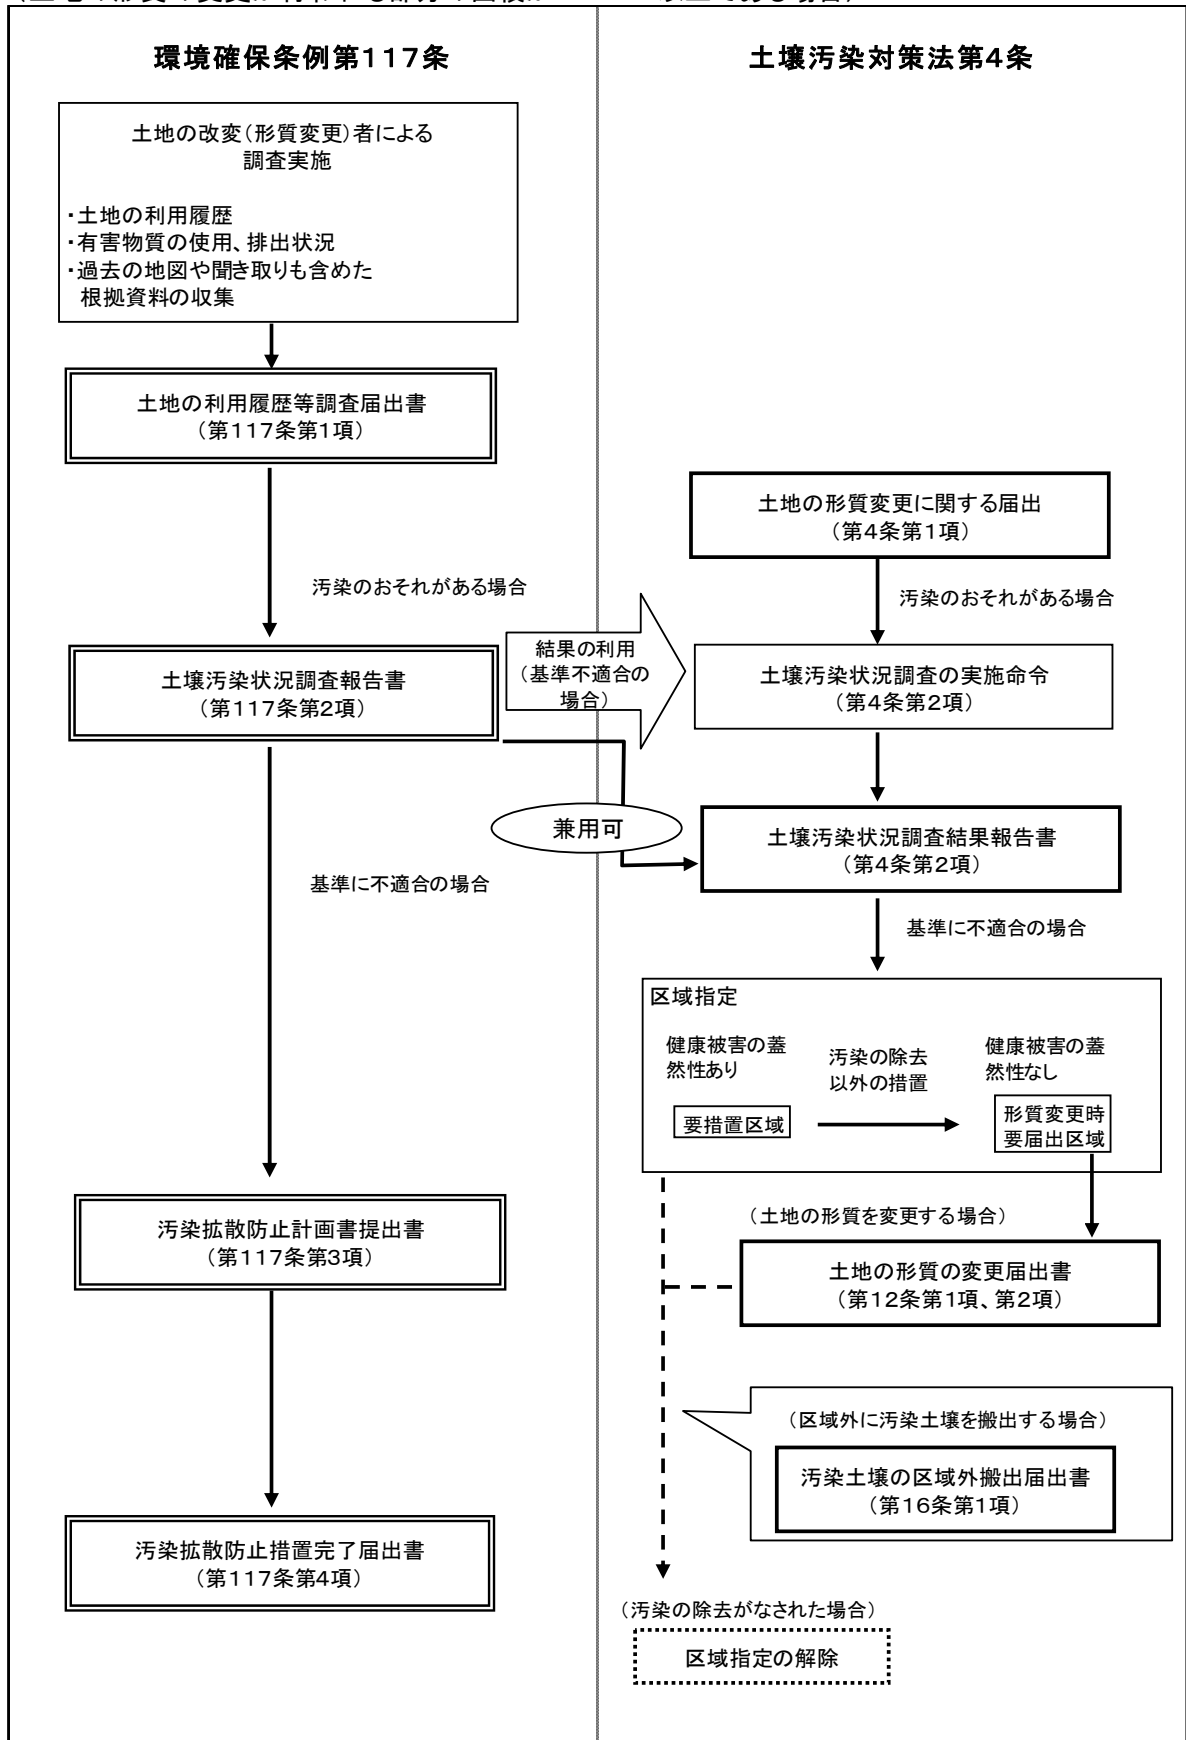 環境確保条例第117条
土地の改変(形質変更)者による
調査実施
・土地の利用履歴
・有害物質の使用、排出状況
・過去の地図や聞き取りも含めた
根拠資料の収集
土地の利用履歴等調査届出書
(第117条第1項)
汚染のおそれがある場合
土壌汚染状況調査報告書
(第117条第2項)
結果の利用
(基準不適合の
場合)
兼用可
基準に不適合の場合
汚染拡散防止計画書提出書
(第117条第3項)
汚染拡散防止措置完了届出書
(第117条第4項)
土壌汚染対策法第4条
土地の形質変更に関する届出
(第4条第1項)
汚染のおそれがある場合
土壌汚染状況調査の実施命令
(第4条第2項)
土壌汚染状況調査結果報告書
(第4条第2項)
基準に不適合の場合
区域指定
健康被害の蓋
然性あり
要措置区域
汚染の除去
以外の措置
健康被害の蓋
然性なし
形質変更時
要届出区域
(土地の形質を変更する場合)
土地の形質の変更届出書
(第12条第1項、第2項)
(区域外に汚染土壌を搬出する場合)
汚染土壌の区域外搬出届出書
(第16条第1項)
(汚染の除去がなされた場合)
区域指定の解除